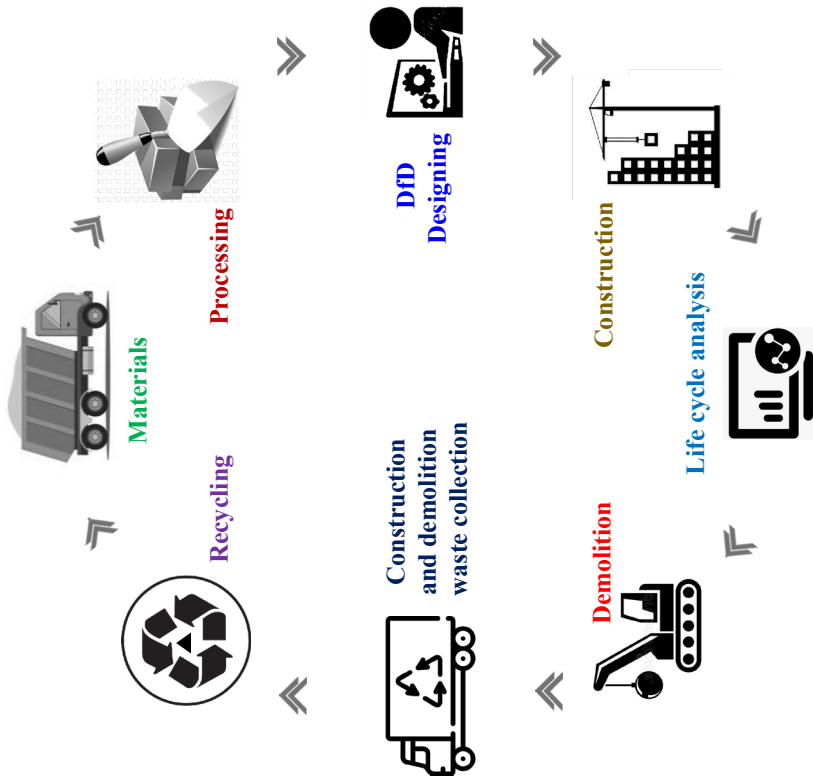 Materials
Processing
DfD
Designing
Construction
Life cycle analysis
Demolition
Construction
and demolition
waste collection
Recycling